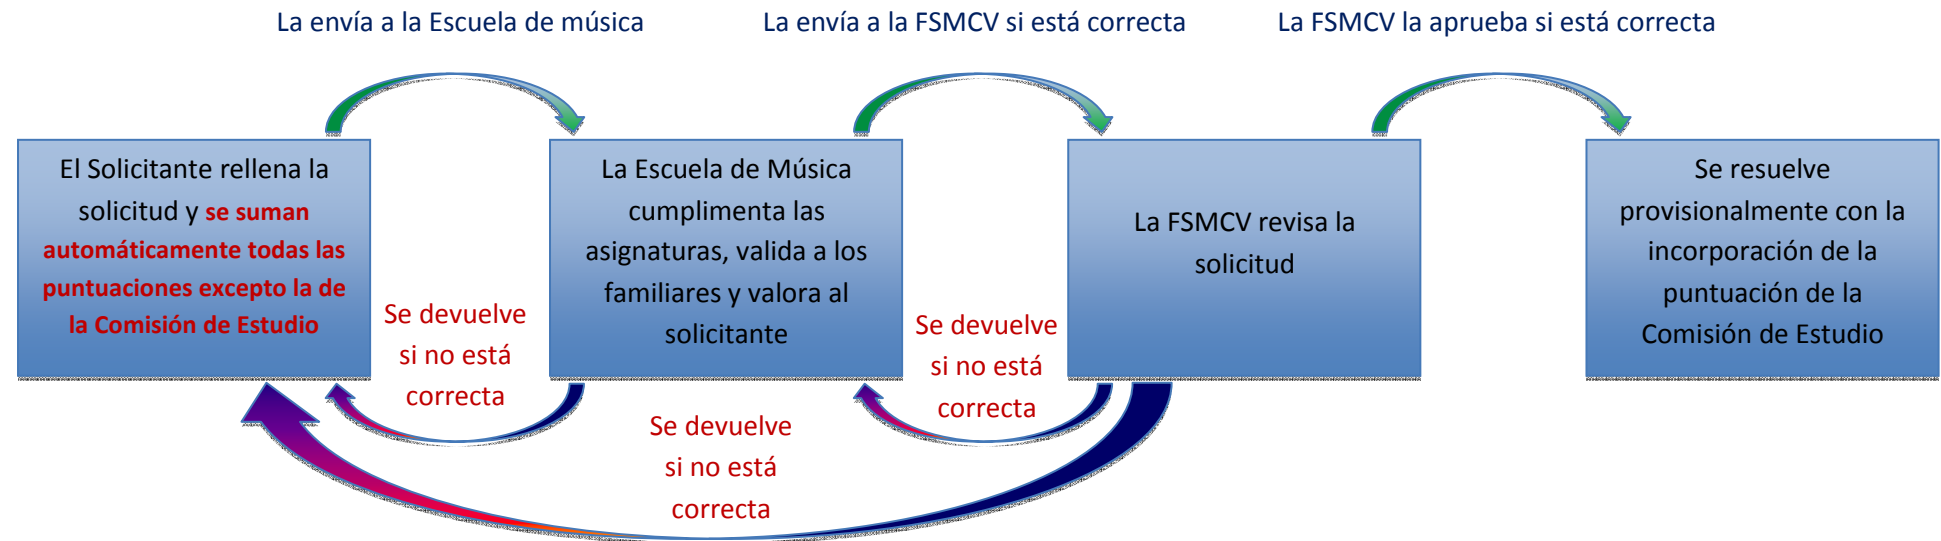 La envía a la Escuela de música
La envía a la FSMCV si está correcta
La FSMCV la aprueba si está correcta
El Solicitante rellena la
solicitud y se suman
automáticamente todas las
puntuaciones excepto la de
la Comisión de Estudio
La Escuela de Música
cumplimenta las
asignaturas, valida a los
familiares y valora al
solicitante
La FSMCV revisa la
solicitud
Se resuelve
provisionalmente con la
incorporación de la
puntuación de la
Comisión de Estudio
Se devuelve
si no está
correcta
Se devuelve
si no está
correcta
Se devuelve
si no está
correcta